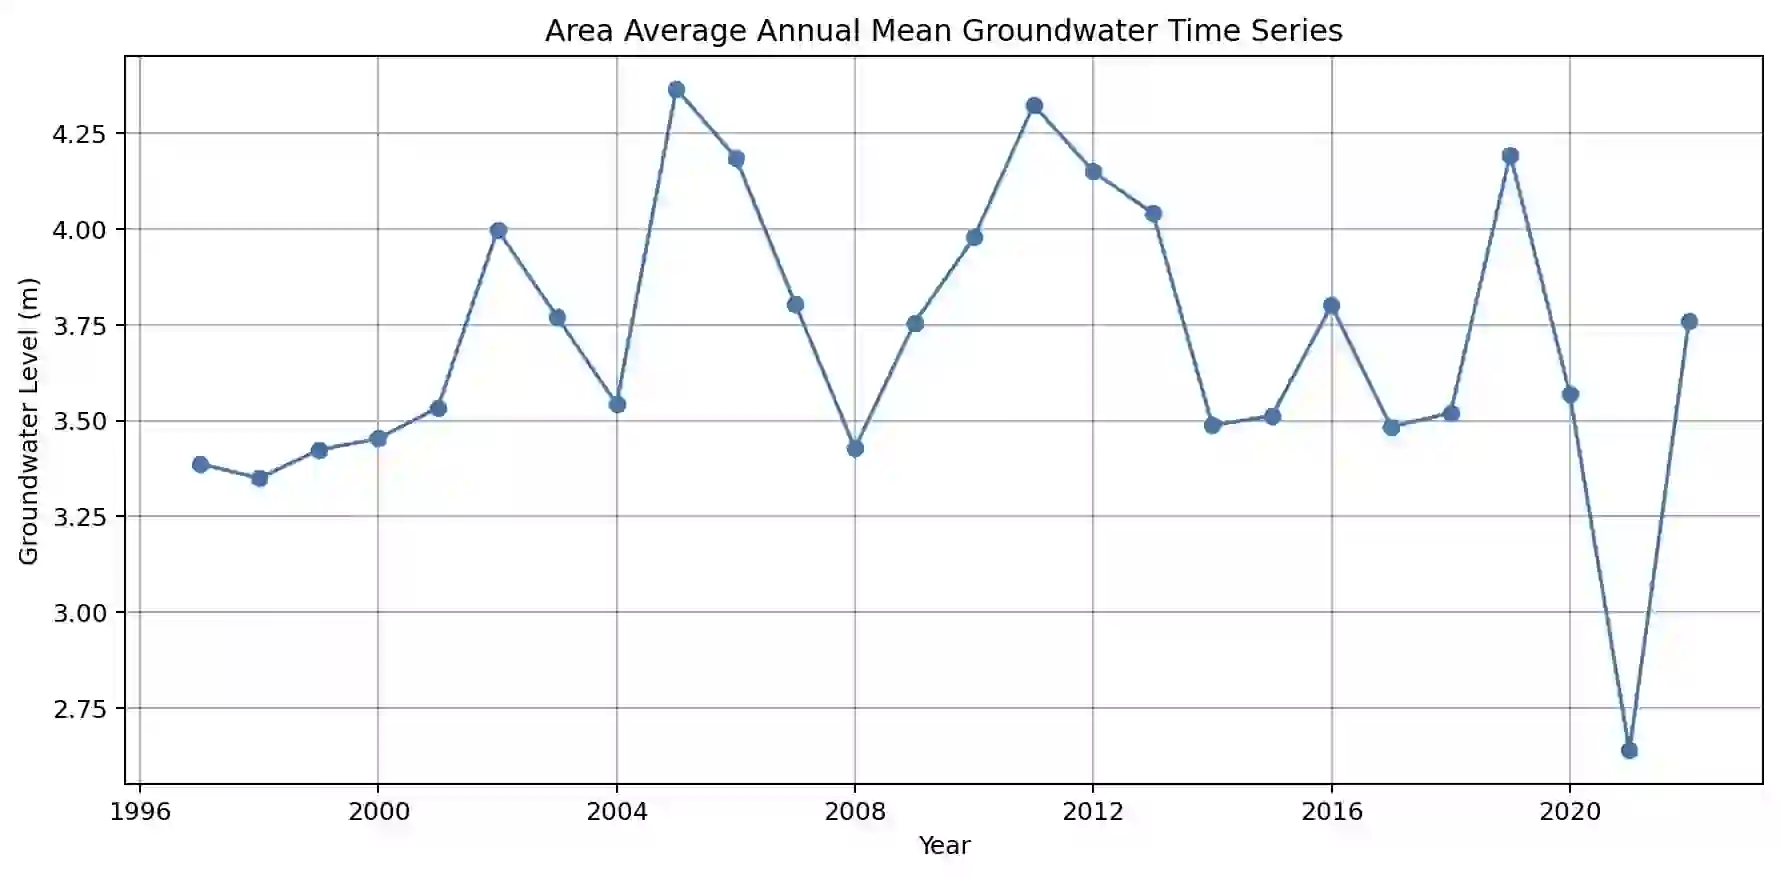 Area Average Annual Mean Groundwater Time Series
Groundwater Level (m)
4.25
4.00
3.75
3.50
3.25
3.00
2.75
1996 2000 2004 2008 2012 2016 2020
Year